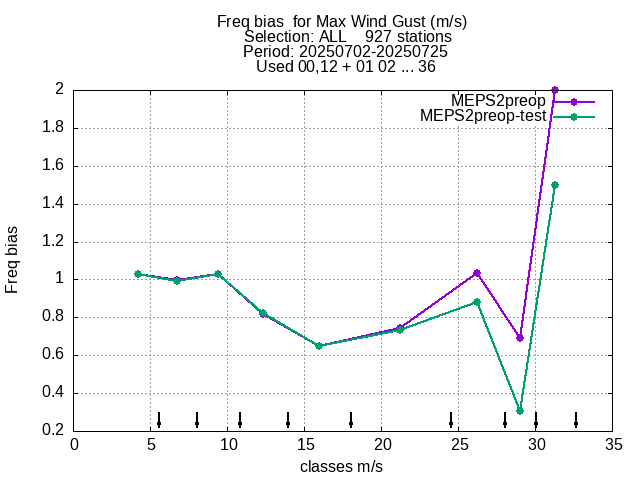 Freq bias  for Max Wind Gust (m/s)
Selection: ALL    927 stations
Period: 20250702-20250725
Used 00,12 + 01 02 ... 36
MEPS2preop
MEPS2preop-test
2
1.8
1.6
1.4
1.2
1
0.8
0.6
0.4
0.2
Freq bias
0 5 10 15 20 25 30 35
classes m/s